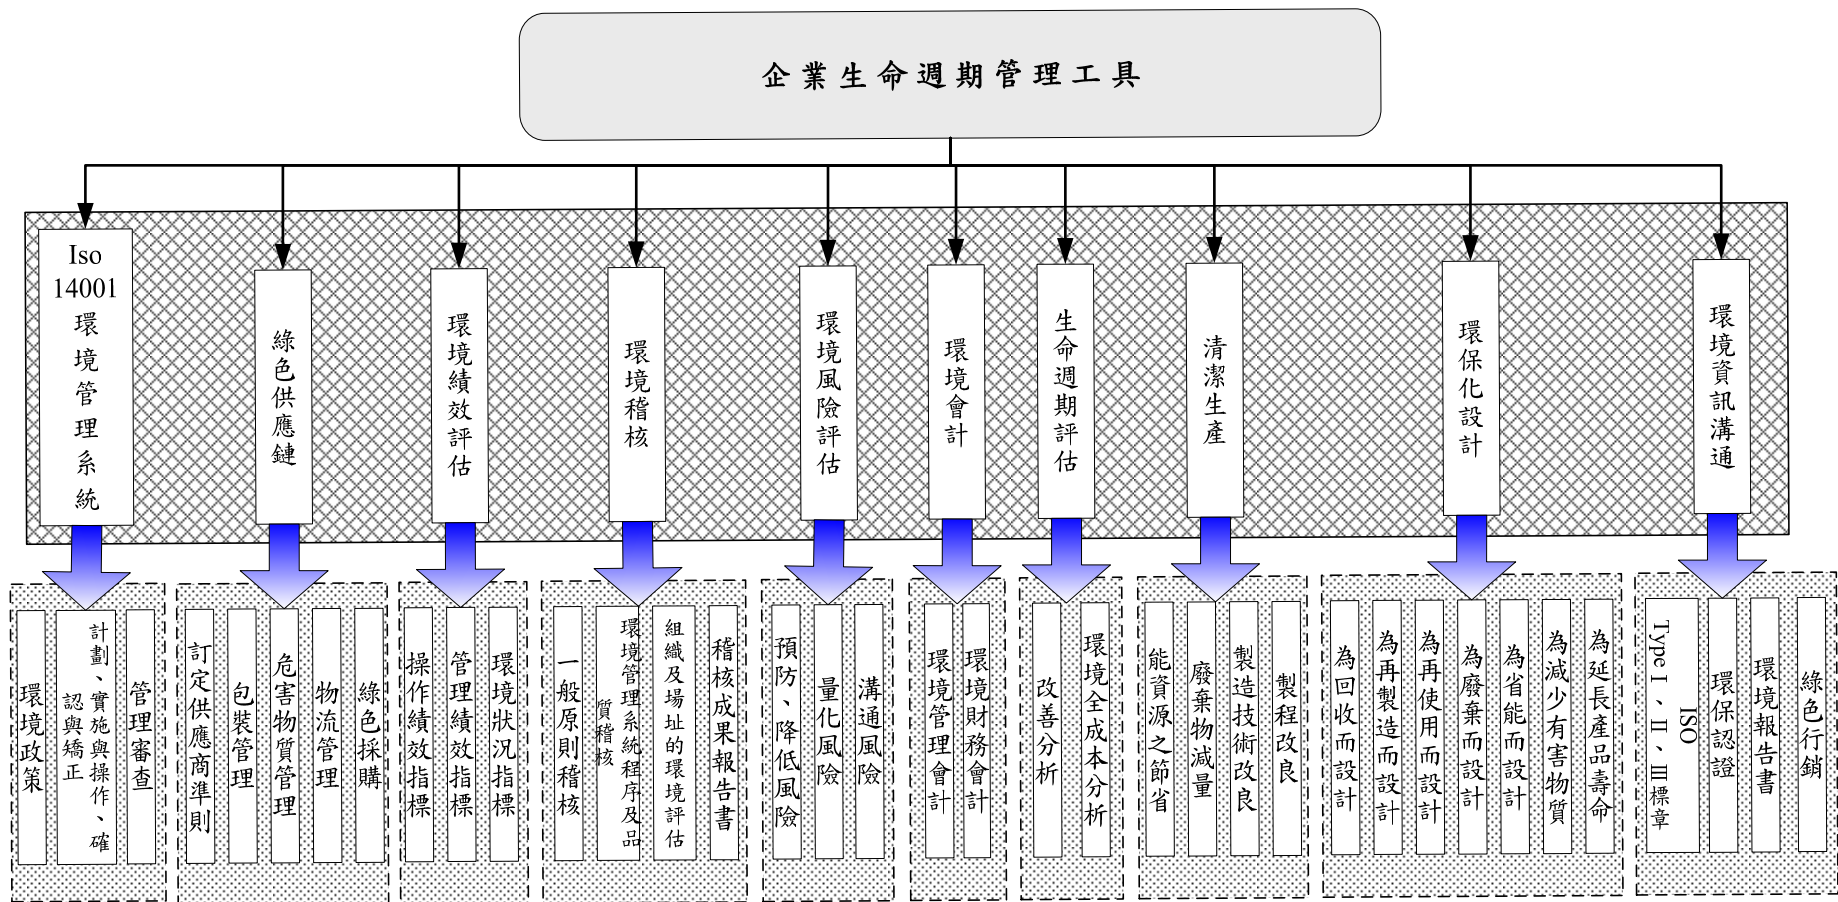 企業生命週期管理工具
Iso
14001
環境管理系統
綠色供應鏈
環境績效評估
環境稽核
環境風險評估
環境會計
生命週期評估
清潔生產
環保化設計
環境資訊溝通
環境政策
計劃、實施與操作、確
認與矯正
管理審查
訂定供應商準則
包裝管理
危害物質管理
物流管理
綠色採購
操作績效指標
管理績效指標
環境狀況指標
一般原則稽核
環境管理系統程序及品
質稽核
組織及場址的環境評估
稽核成果報告書
預防、降低風險
量化風險
溝通風險
環境管理會計
環境財務會計
改善分析
環境全成本分析
能資源之節省
廢棄物減量
製造技術改良
製程改良
為回收而設計
為再製造而設計
為再使用而設計
為廢棄而設計
為省能而設計
為減少有害物質
為延長產品壽命
ISO
Type I、II、III標章
環保認證
環境報告書
綠色行銷